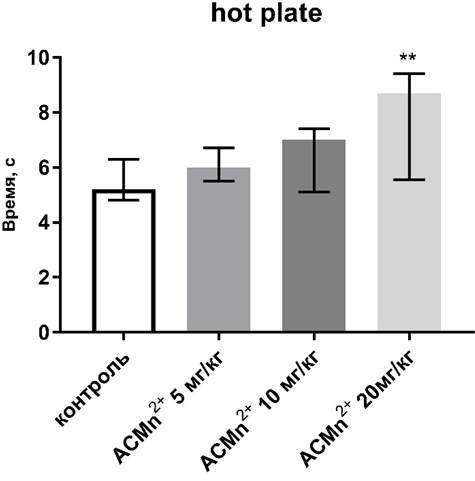 hot plate
10
8
6
4
2
0
Время, с
**
контроль
ACMn2+ 5 мг/кг
ACMn2+ 10 мг/кг
ACMn2+ 20мг/кг